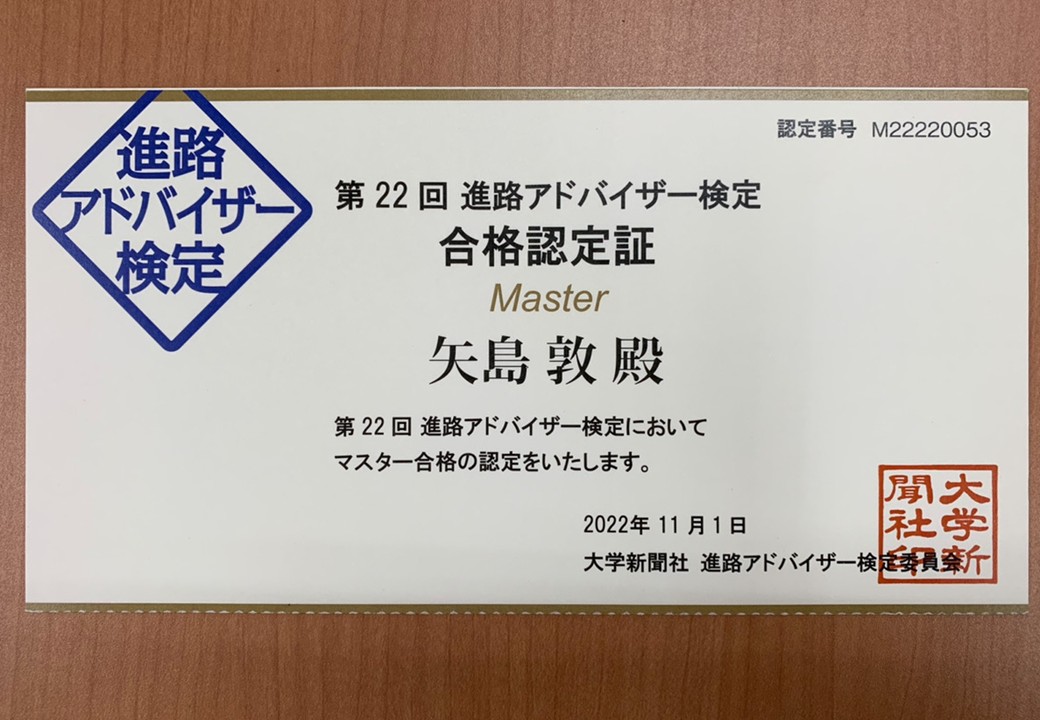 進路
アドバイザー
検定
認定番号 M22220053
第 22 回 進路アドバイザー検定
合格認定証
Master
矢島 敦 殿
第 22 回 進路アドバイザー検定において
マスター合格の認定をいたします。
2022年 11 月 1 日
大学新聞社 進路アドバイザー検定委員会
大学新
聞社印